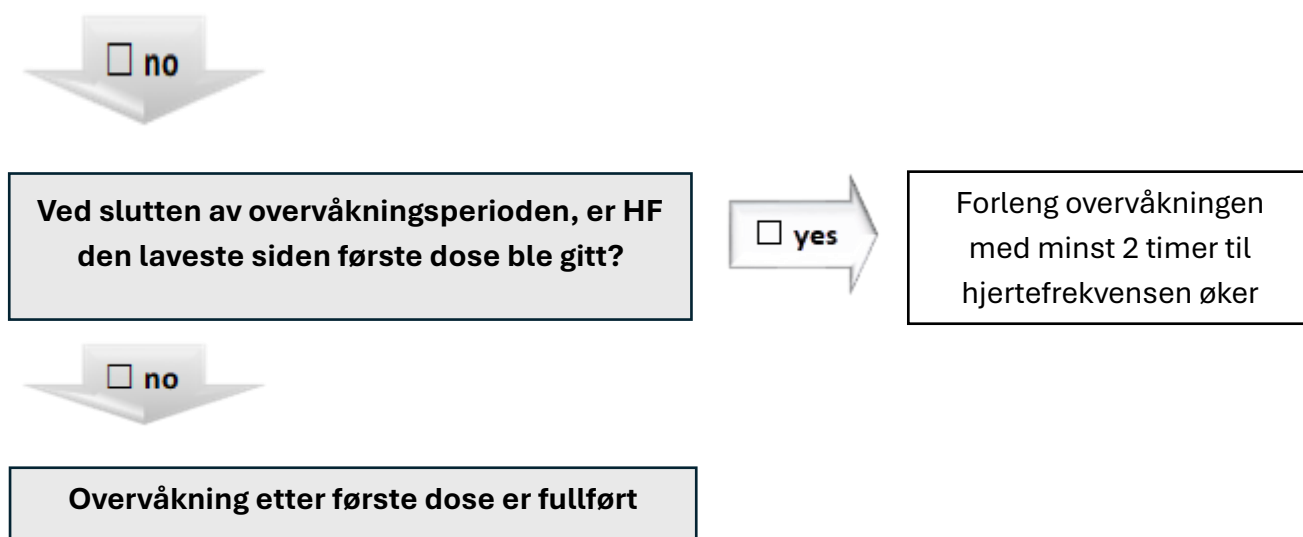 ☐ no
Ved slutten av overvåkningsperioden, er HF
den laveste siden første dose ble gitt?
☐ yes
Forleng overvåkningen
med minst 2 timer til
hjertefrekvensen øker
☐ no
Overvåkning etter første dose er fullført